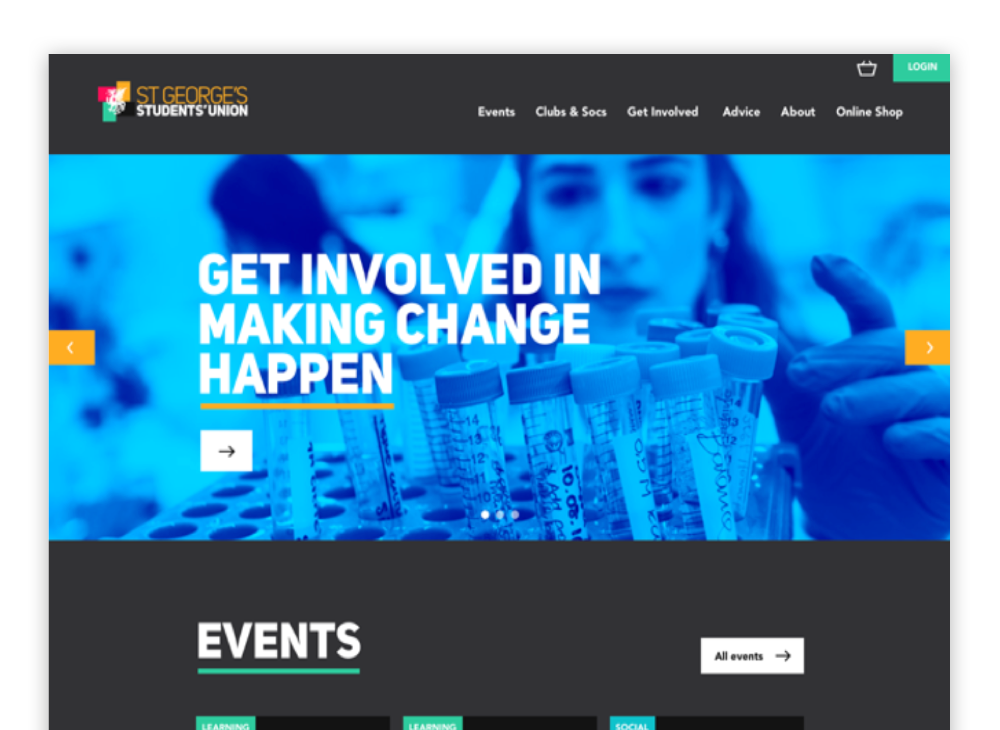 LOGIN
ST GEORGE'S
STUDENTS' UNION
Events Clubs & Socs Get Involved Advice About Online Shop
GET INVOLVED IN
MAKING CHANGE
HAPPEN
EVENTS
All events
LEARNING LEARNING SOCIAL